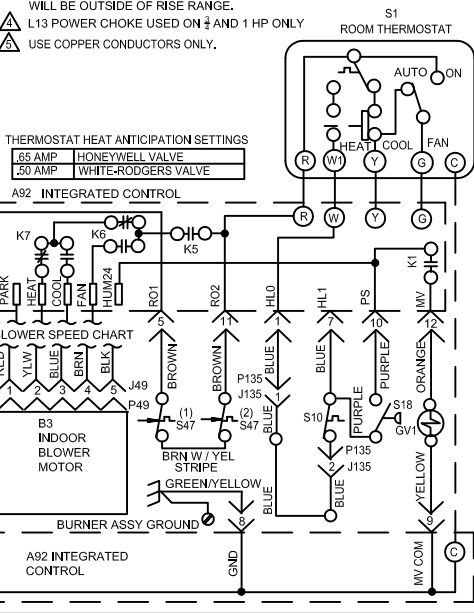 WILL BE OUTSIDE OF RISE RANGE.
4 L13 POWER CHOKE USED ON 3/4 AND 1 HP ONLY
5 USE COPPER CONDUCTORS ONLY.
S1
ROOM THERMOSTAT
AUTO ON
HEAT COOL FAN
R W1 Y G C
THERMOSTAT HEAT ANTICIPATION SETTINGS
.65 AMP HONEYWELL VALVE
.50 AMP WHITE-RODGERS VALVE
A92 INTEGRATED CONTROL
R W Y G
K7 K6 K5 K1
PARK HEAT COOL FAN HUM24 RO1 RO2 HL0 HL1 PS MV
5 11 1 7 10 12
BLOWER SPEED CHART
RED YLW BLUE BRN BLK
BROWN BROWN BLUE BLUE PURPLE ORANGE
1 2 3 4 5 J49
P49
P135
J135 1
(1) S47
(2) S47
BLUE
S10
PURPLE
S18
GV1
B3
INDOOR
BLOWER
MOTOR
BRN W / YEL
STRIPE
P135
2 J135
GREEN/YELLOW
BLUE
BLUE
YELLOW
BURNER ASSY GROUND
8
9
A92 INTEGRATED
CONTROL
GND
MV COM
C